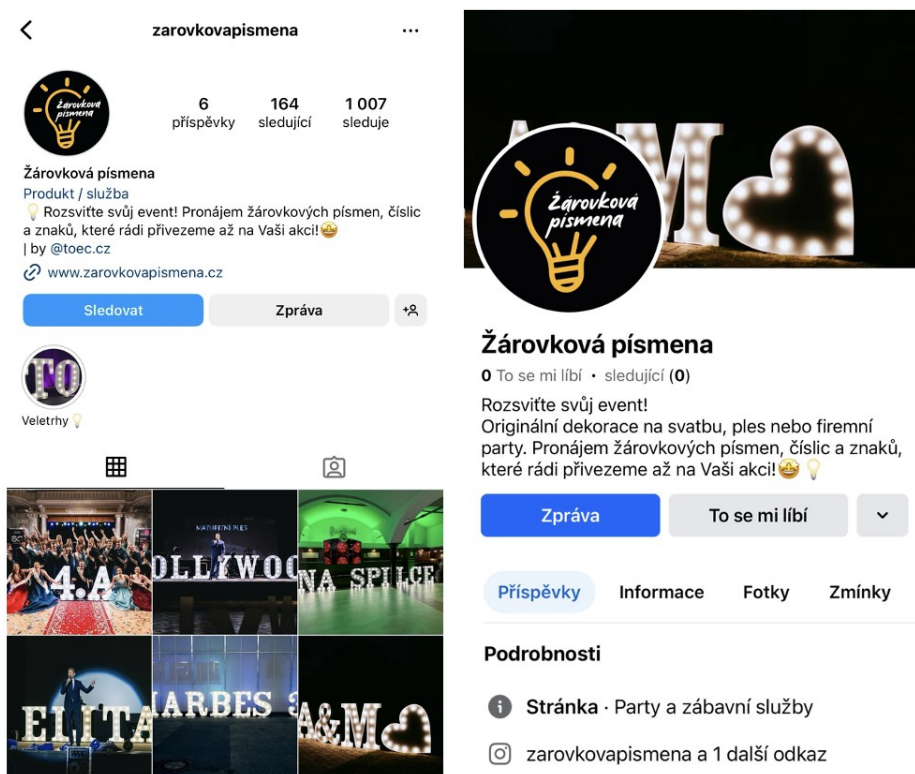 zarovkovapismena
Žárovková
písmena
6
příspěvky
164
sledující
1 007
sleduje
Žárovková písmena
Produkt / služba
💡 Rozsviťte svůj event! Pronájem žárovkových písmen, číslic
a znaků, které rádi přivezeme až na Vaši akci!🤩
| by @toec.cz
www.zarovkovapismena.cz
Sledovat
Zpráva
TO
Veletrhy 💡
4.A
MATURITNÍ PLES
OLLYWOO
NA SPILCE
ELITA
ARBES 3
A&M
M
Žárovková
písmena
Žárovková písmena
0 To se mi líbí • sledující (0)
Rozsviťte svůj event!
Originální dekorace na svatbu, ples nebo firemní
party. Pronájem žárovkových písmen, číslic a znaků,
které rádi přivezeme až na Vaši akci!🤩 💡
Zpráva
To se mi líbí
Příspěvky
Informace
Fotky
Zmínky
Podrobnosti
Stránka · Party a zábavní služby
zarovkovapismena a 1 další odkaz